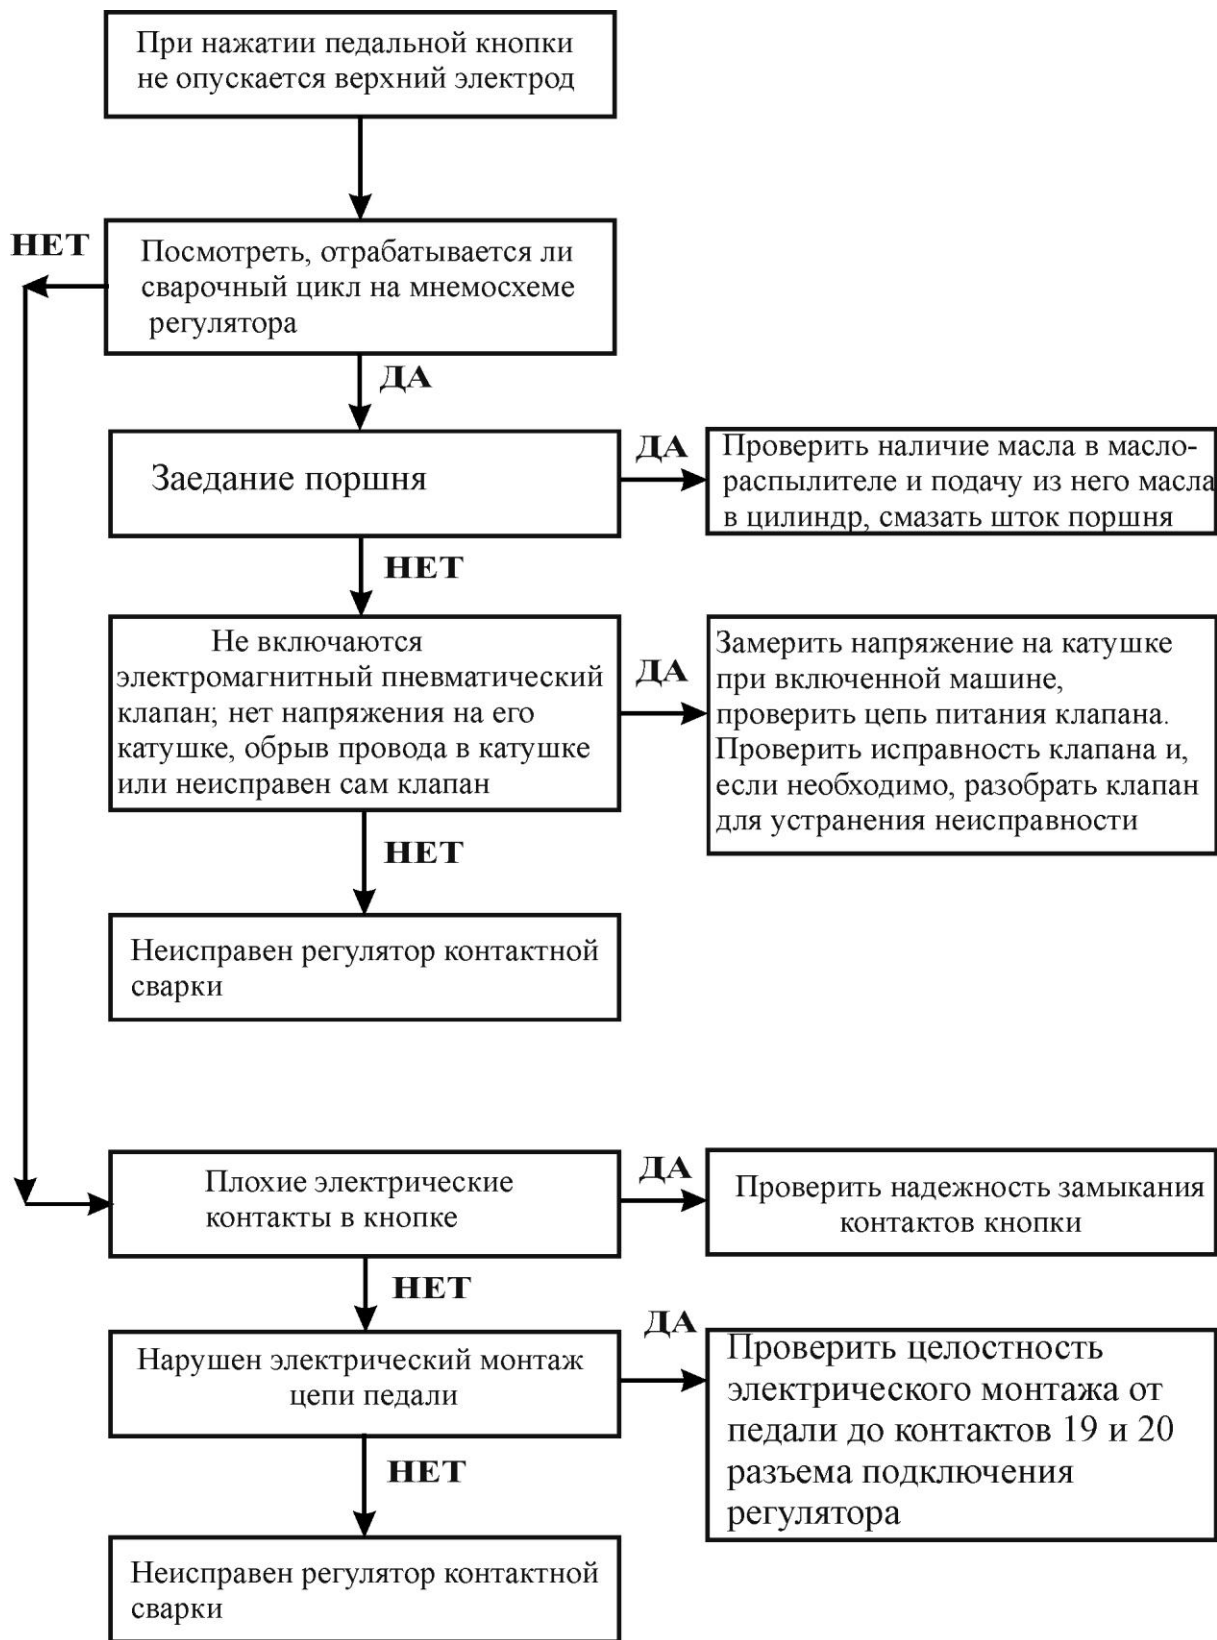 При нажатии педальной кнопки
не опускается верхний электрод
НЕТ
Посмотреть, отрабатывается ли
сварочный цикл на мнемосхеме
регулятора
ДА
Заедание поршня
ДА
Проверить наличие масла в масло-
распылителе и подачу из него масла
в цилиндр, смазать шток поршня
НЕТ
Не включаются
электромагнитный пневматический
клапан; нет напряжения на его
катушке, обрыв провода в катушке
или неисправен сам клапан
ДА
Замерить напряжение на катушке
при включенной машине,
проверить цепь питания клапана.
Проверить исправность клапана и,
если необходимо, разобрать клапан
для устранения неисправности
НЕТ
Неисправен регулятор контактной
сварки
Плохие электрические
контакты в кнопке
ДА
Проверить надежность замыкания
контактов кнопки
НЕТ
Нарушен электрический монтаж
цепи педали
ДА
Проверить целостность
электрического монтажа от
педали до контактов 19 и 20
разъема подключения
регулятора
НЕТ
Неисправен регулятор контактной
сварки